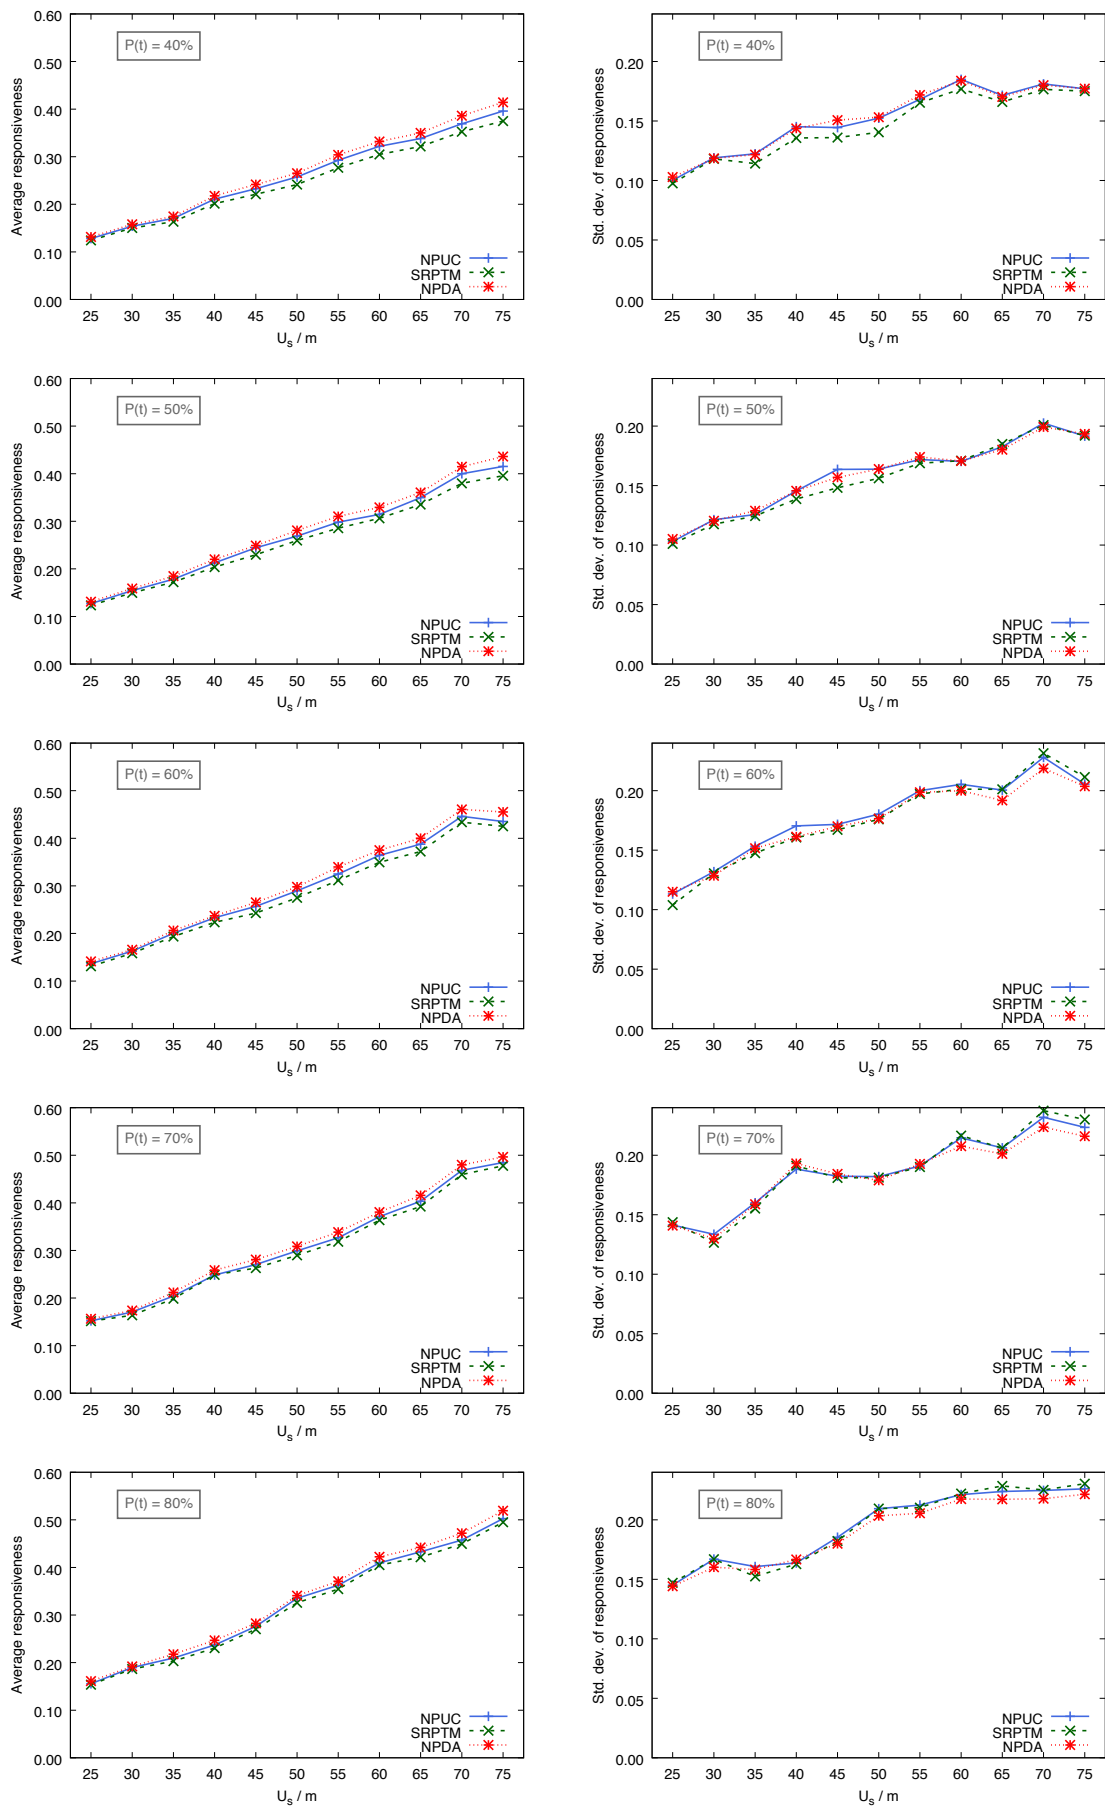 0.60
0.50
0.40
0.30
0.20
0.10
0.00
Average responsiveness
P(t) = 40%
NPUC
SRPTM
NPDA
25 30 35 40 45 50 55 60 65 70 75
U_s / m
0.20
0.15
0.10
0.05
0.00
Std. dev. of responsiveness
P(t) = 40%
NPUC
SRPTM
NPDA
25 30 35 40 45 50 55 60 65 70 75
U_s / m
0.60
0.50
0.40
0.30
0.20
0.10
0.00
Average responsiveness
P(t) = 50%
NPUC
SRPTM
NPDA
25 30 35 40 45 50 55 60 65 70 75
U_s / m
0.20
0.15
0.10
0.05
0.00
Std. dev. of responsiveness
P(t) = 50%
NPUC
SRPTM
NPDA
25 30 35 40 45 50 55 60 65 70 75
U_s / m
0.60
0.50
0.40
0.30
0.20
0.10
0.00
Average responsiveness
P(t) = 60%
NPUC
SRPTM
NPDA
25 30 35 40 45 50 55 60 65 70 75
U_s / m
0.20
0.15
0.10
0.05
0.00
Std. dev. of responsiveness
P(t) = 60%
NPUC
SRPTM
NPDA
25 30 35 40 45 50 55 60 65 70 75
U_s / m
0.60
0.50
0.40
0.30
0.20
0.10
0.00
Average responsiveness
P(t) = 70%
NPUC
SRPTM
NPDA
25 30 35 40 45 50 55 60 65 70 75
U_s / m
0.20
0.15
0.10
0.05
0.00
Std. dev. of responsiveness
P(t) = 70%
NPUC
SRPTM
NPDA
25 30 35 40 45 50 55 60 65 70 75
U_s / m
0.60
0.50
0.40
0.30
0.20
0.10
0.00
Average responsiveness
P(t) = 80%
NPUC
SRPTM
NPDA
25 30 35 40 45 50 55 60 65 70 75
U_s / m
0.20
0.15
0.10
0.05
0.00
Std. dev. of responsiveness
P(t) = 80%
NPUC
SRPTM
NPDA
25 30 35 40 45 50 55 60 65 70 75
U_s / m